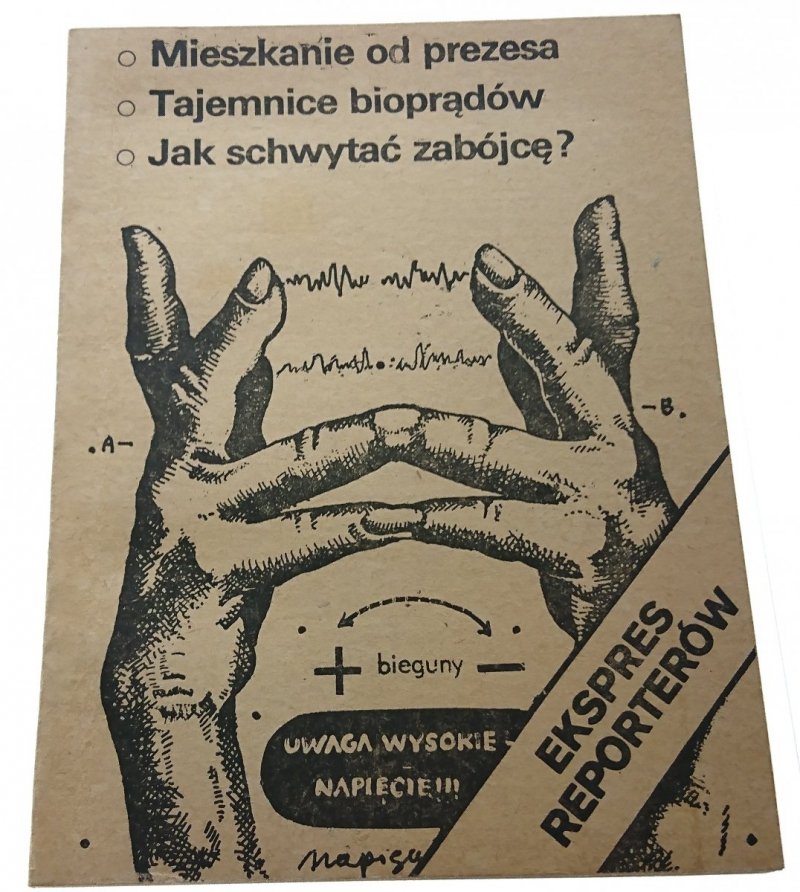 ○ Mieszkanie od prezesa
○ Tajemnice bioprądów
○ Jak schwytać zabójcę?
.A-
-B.
+ bieguny -
UWAGA WYSOKIE
NAPIĘCIE!!!
EKSPRES
REPORTERÓW